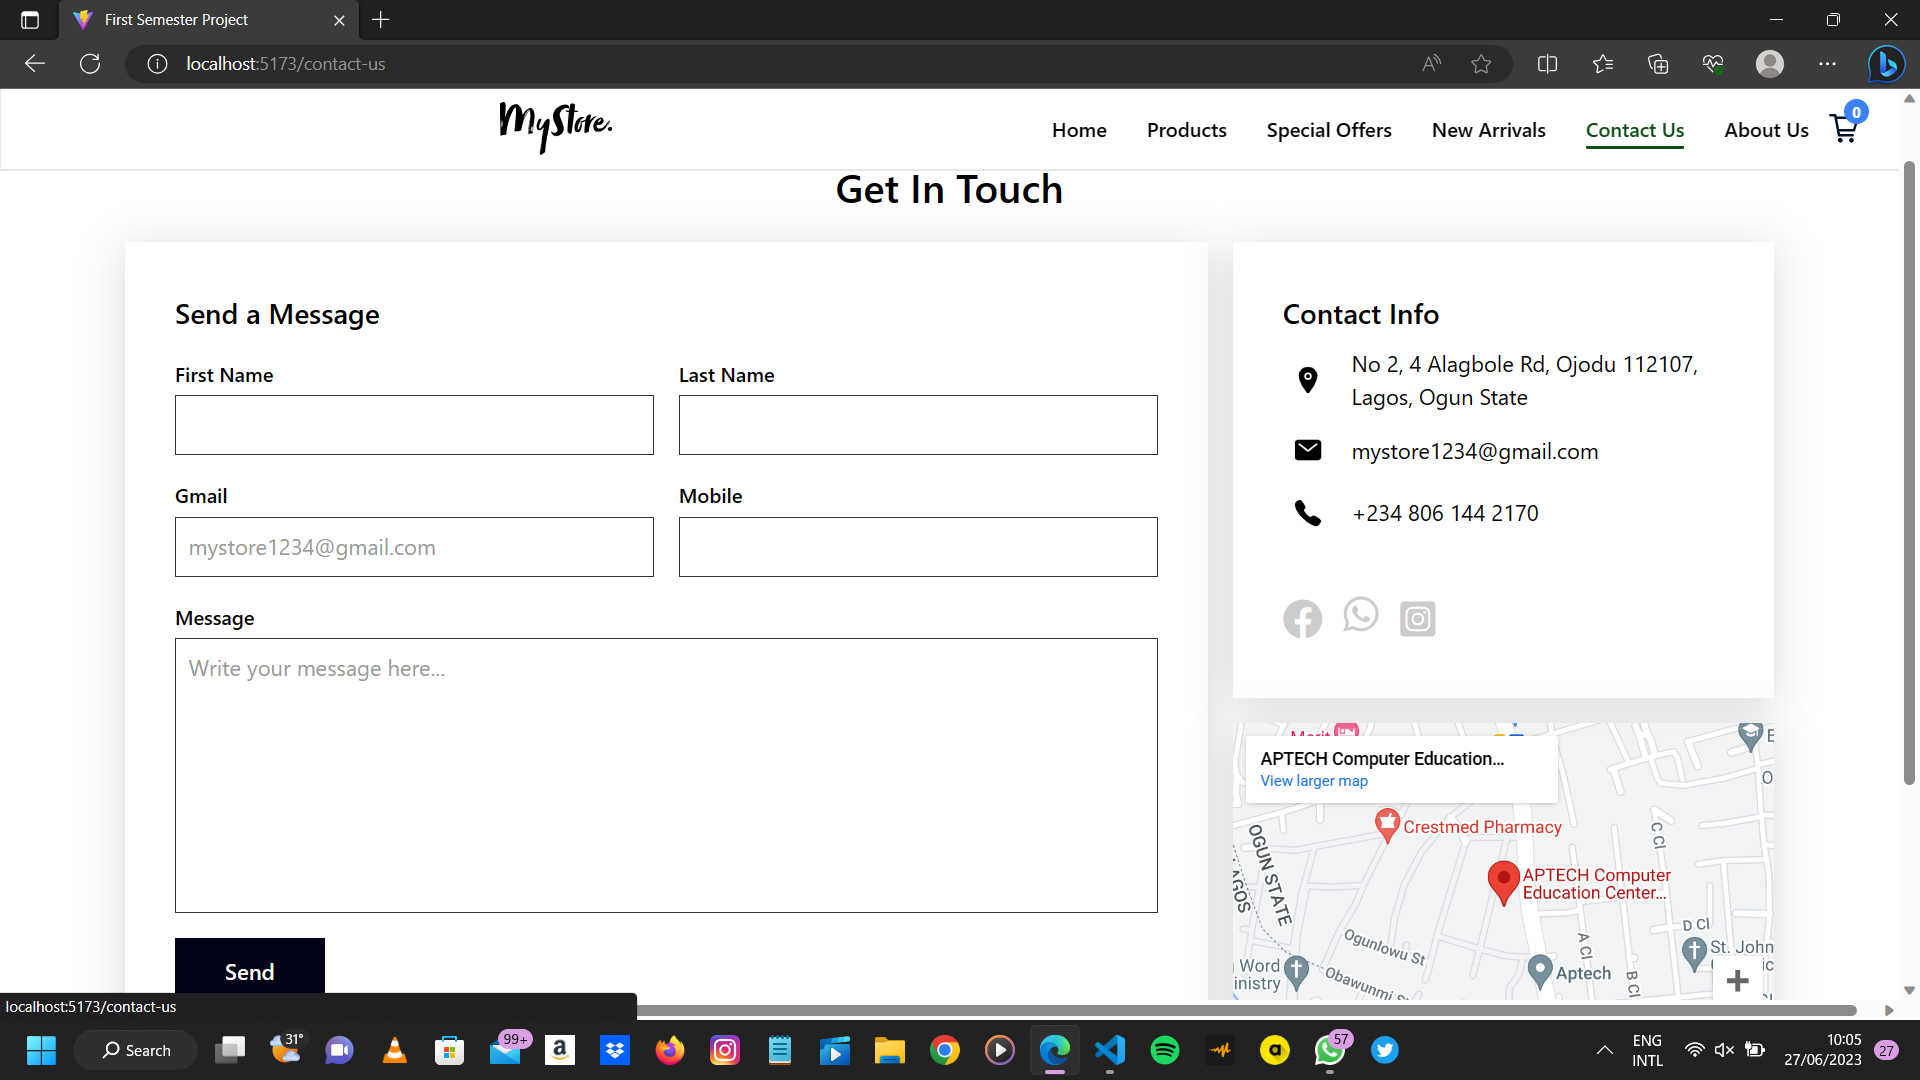 First Semester Project
localhost:5173/contact-us
MyStore.
Home
Products
Special Offers
New Arrivals
Contact Us
About Us
0
Get In Touch
Send a Message
First Name
Last Name
Gmail
mystore1234@gmail.com
Mobile
Message
Write your message here...
Send
Contact Info
No 2, 4 Alagbole Rd, Ojodu 112107,
Lagos, Ogun State
mystore1234@gmail.com
+234 806 144 2170
APTECH Computer Education...
View larger map
Crestmed Pharmacy
C Cl
OGUN STATE
APTECH Computer
Education Center...
D Cl
Ogunlowu St
A Cl
St. John
Word
Obawunmi
Aptech
B Cl
localhost:5173/contact-us
Search
31°
99+
57
ENG
INTL
10:05
27/06/2023
27